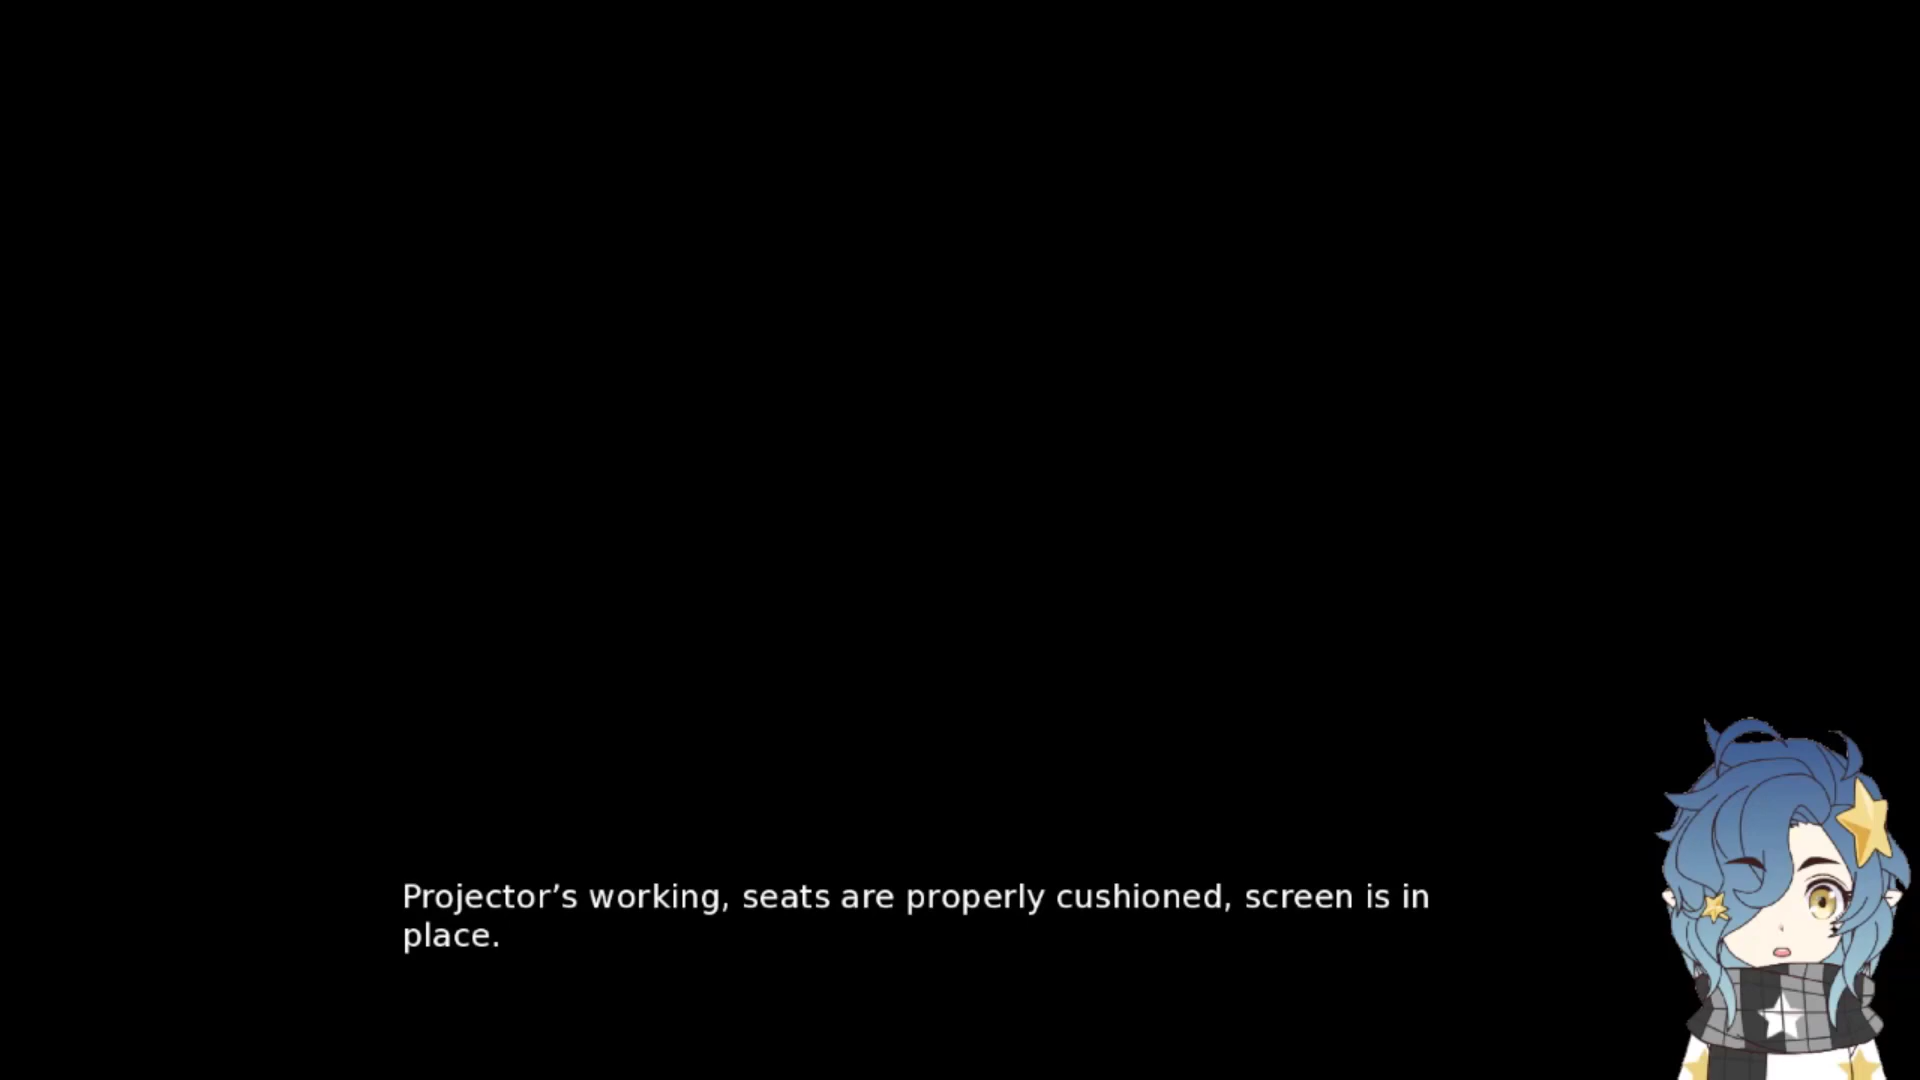 Projector’s working, seats are properly cushioned, screen is in
place.